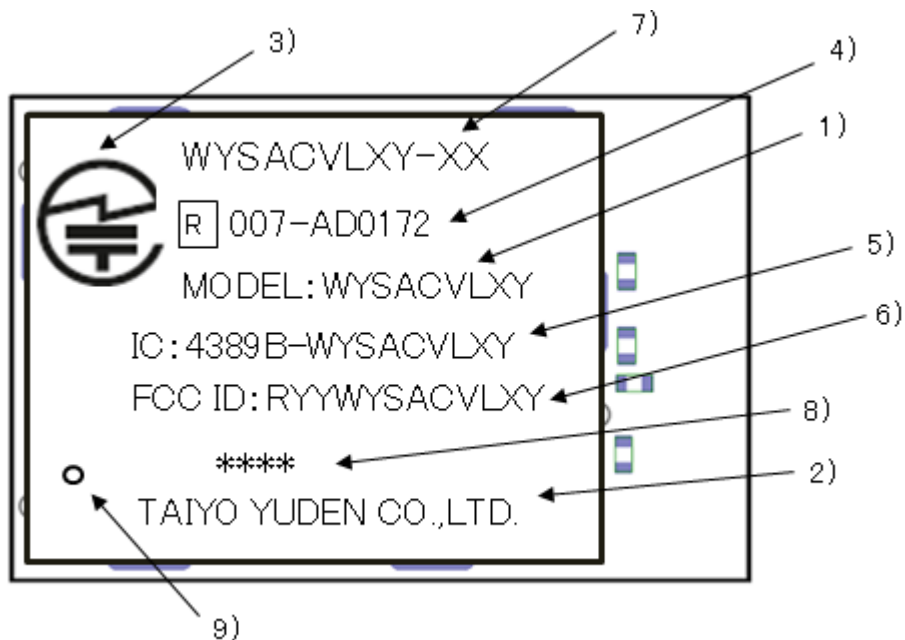 3)
7)
4)
1)
WYSACVLXY-XX
R 007-AD0172
5)
MODEL:WYSACVLXY
6)
IC:4389B-WYSACVLXY
FCC ID:RYYWYSACVLXY
8)
****
2)
TAIYO YUDEN CO.,LTD.
9)